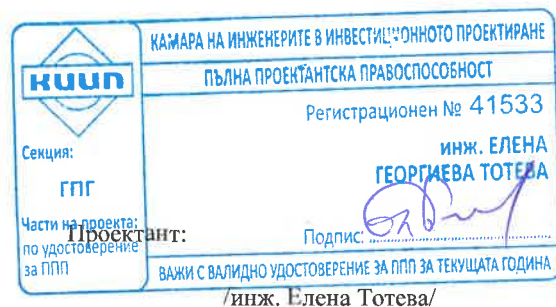 КАМАРА НА ИНЖЕНЕРИТЕ В ИНВЕСТИЦИОННОТО ПРОЕКТИРАНЕ
КИИП
ПЪЛНА ПРОЕКТАНТСКА ПРАВОСПОСОБНОСТ
Регистрационен № 41533
Секция:
ГПГ
инж. ЕЛЕНА
ГЕОРГИЕВА ТОТЕВА
Части на проекта:
по удостоверение
за ППП
Проектант:
Подпис:
ВАЖИ С ВАЛИДНО УДОСТОВЕРЕНИЕ ЗА ППП ЗА ТЕКУЩАТА ГОДИНА
/инж. Елена Тотева/